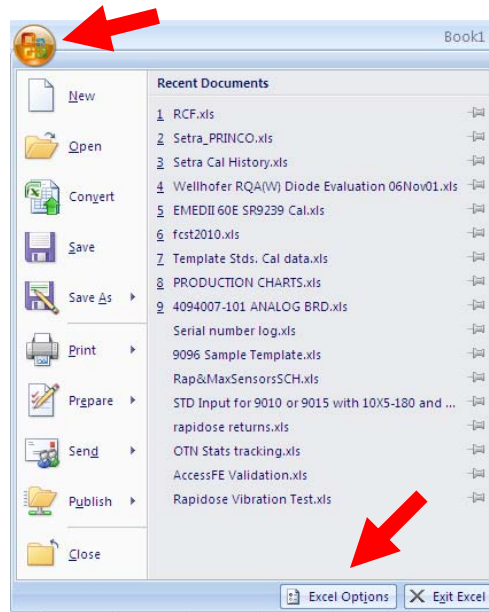 Book1
New
Open
Convert
Save
Save As
Print
Prepare
Send
Publish
Close
Recent Documents
1 RCF.xls
2 Setra_PRINCO.xls
3 Setra Cal History.xls
4 Wellhofer RQA(W) Diode Evaluation 06Nov01.xls
5 EMEDII 60E SR9239 Cal.xls
6 fcst2010.xls
7 Template Stds. Cal data.xls
8 PRODUCTION CHARTS.xls
9 4094007-101 ANALOG BRD.xls
Serial number log.xls
9096 Sample Template.xls
Rap&MaxSensorsSCH.xls
STD Input for 9010 or 9015 with 10X5-180 and ...
rapidose returns.xls
OTN Stats tracking.xls
AccessFE Validation.xls
Rapidose Vibration Test.xls
Excel Options
Exit Excel